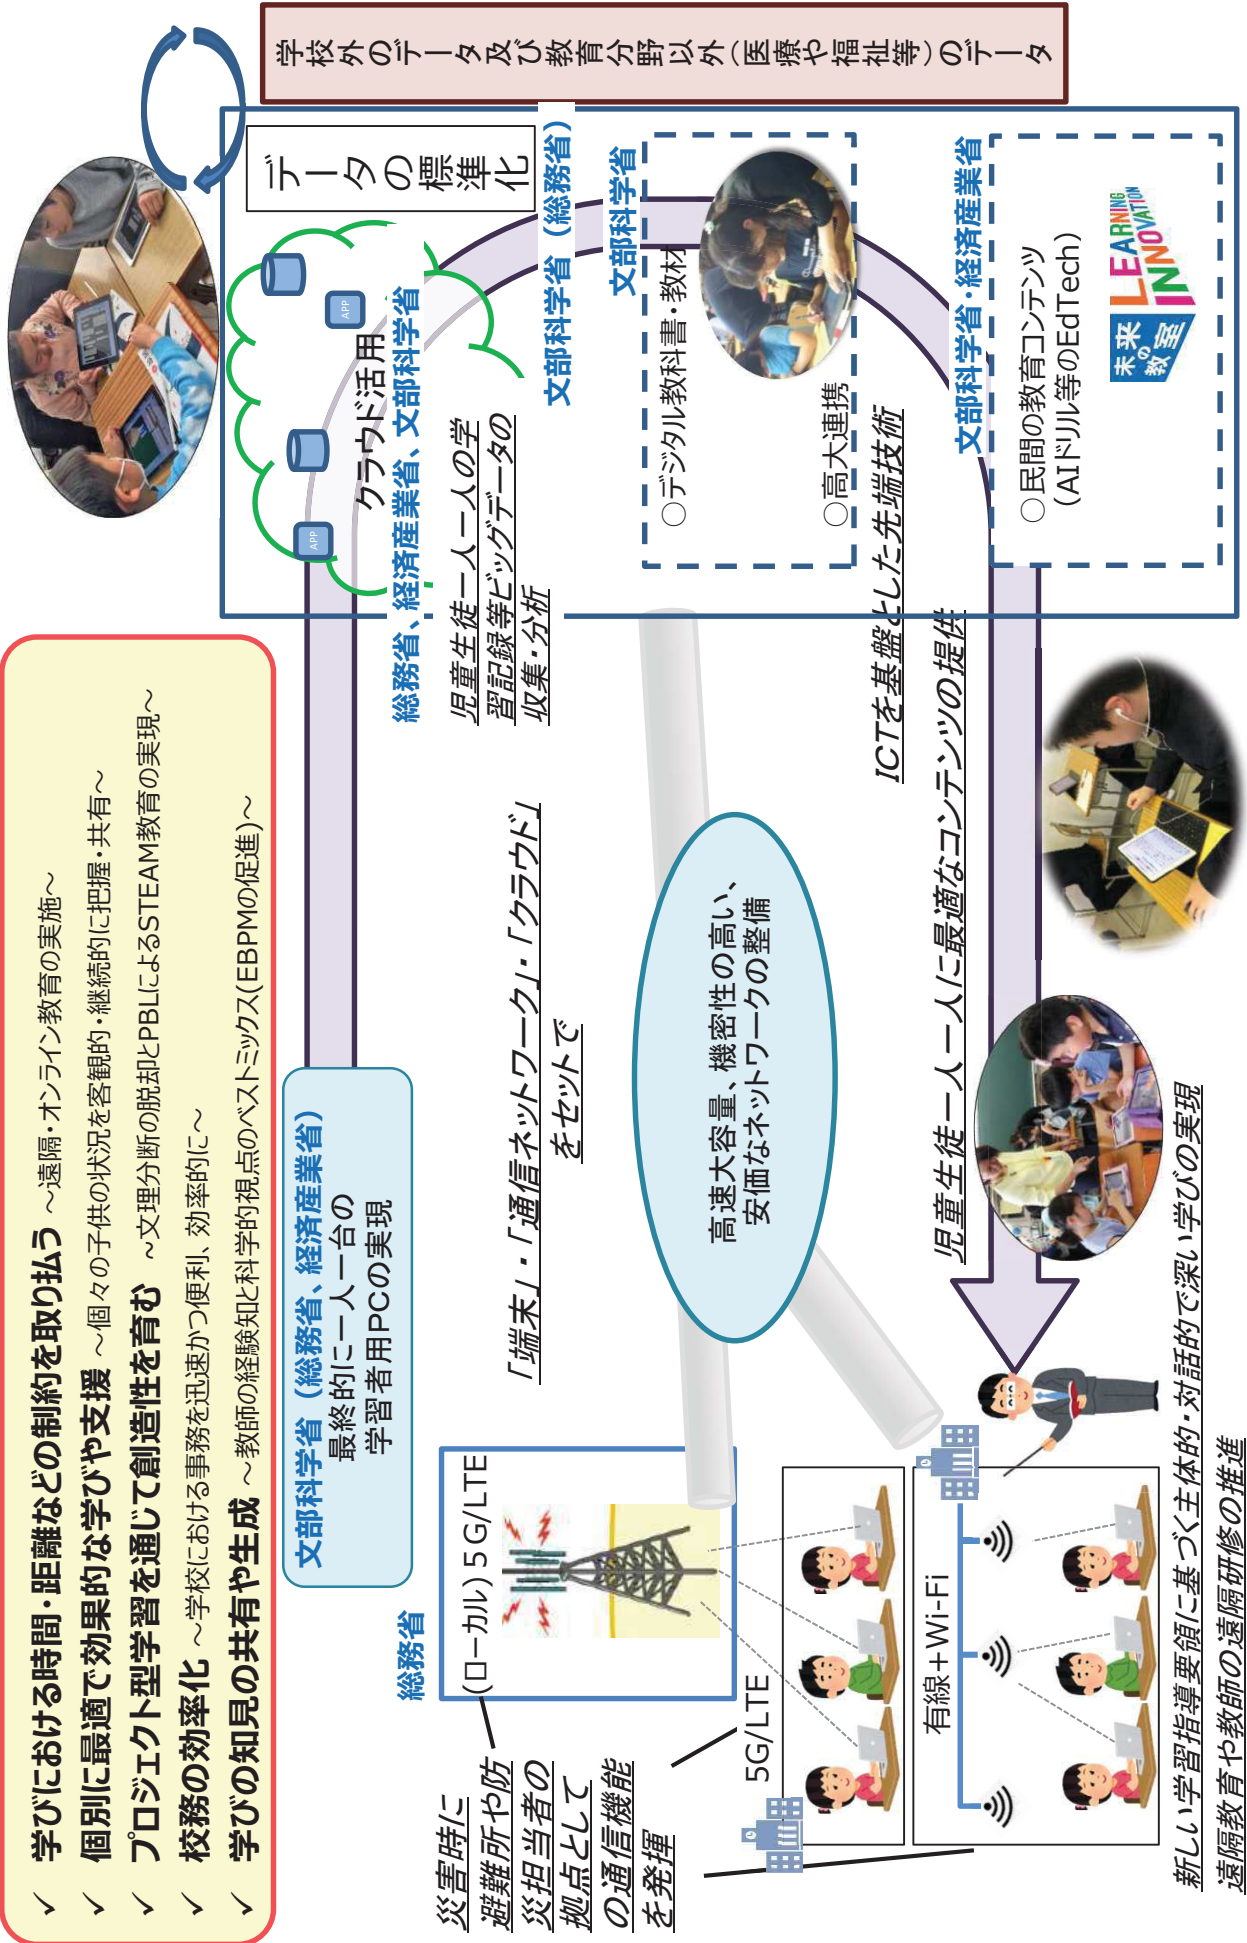 ✓ 学びにおける時間・距離などの制約を取り払う ～遠隔・オンライン教育の実施～
✓ 個別に最適で効果的な学びや支援 ～個々の子供の状況を客観的・継続的に把握・共有～
✓ プロジェクト型学習を通じて創造性を育む ～文理分断の脱却とPBLによるSTEAM教育の実現～
✓ 校務の効率化 ～学校における事務を迅速かつ便利、効率的に～
✓ 学びの知見の共有や生成 ～教師の経験知と科学的視点のベストミックス(EBPMの促進)～
文部科学省（総務省、経済産業省）
最終的に一人一台の
学習者用PCの実現
クラウド活用
APP
APP
総務省、経済産業省、文部科学省
データの標準化
学校外のデータ及び教育分野以外（医療や福祉等）のデータ
児童生徒一人一人の学
習記録等ビッグデータの
収集・分析
文部科学省（総務省）
文部科学省
○デジタル教科書・教材
○高大連携
ICTを基盤とした先端技術
文部科学省・経済産業省
○民間の教育コンテンツ
(AIドリル等のEdTech)
未来の教室
LEARNING
INNOVATION
児童生徒一人一人に最適なコンテンツの提供
「端末」・「通信ネットワーク」・「クラウド」
をセットで
高速大容量、機密性の高い、
安価なネットワークの整備
総務省
(ローカル) 5G/LTE
災害時に
避難所や防
災担当者の
拠点として
の通信機能
を発揮
5G/LTE
有線+Wi-Fi
新しい学習指導要領に基づく主体的・対話的で深い学びの実現
遠隔教育や教師の遠隔研修の推進